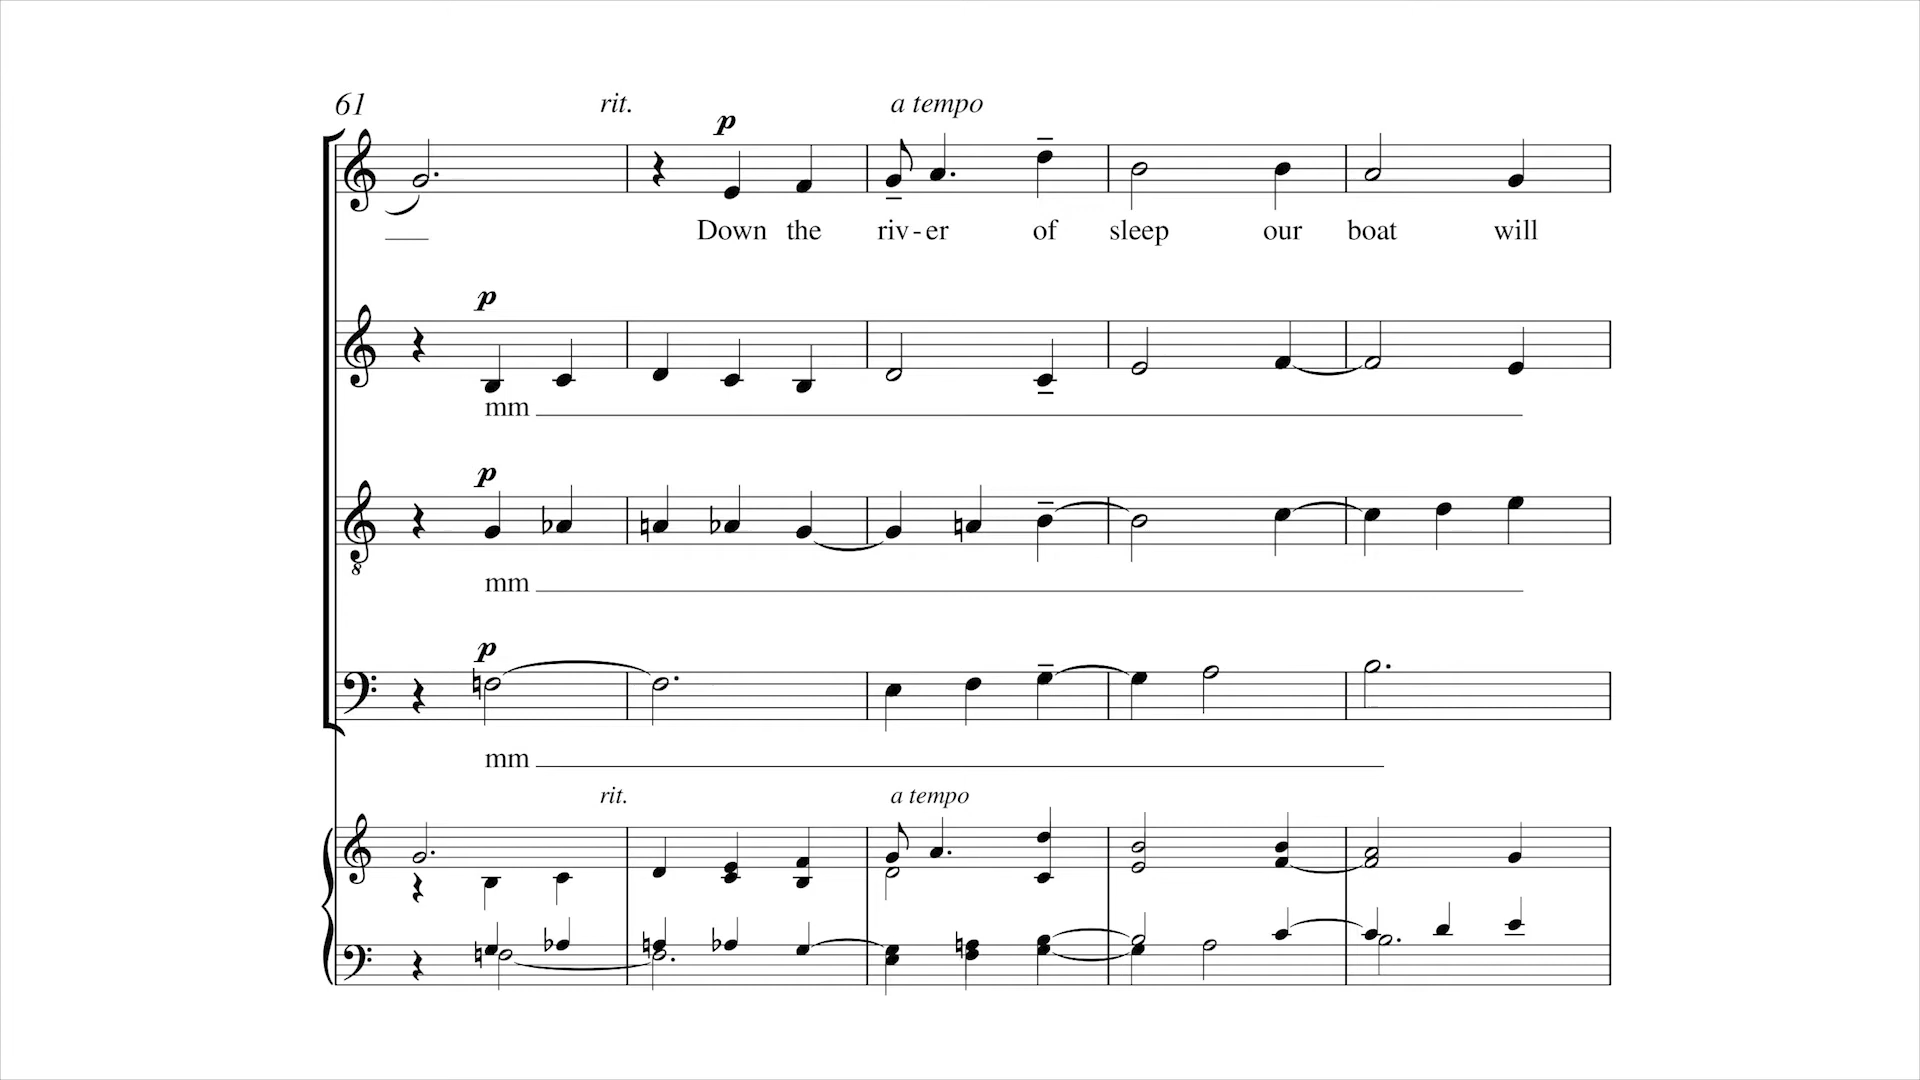 61 rit. a tempo
p
Down the riv - er of sleep our boat will
p
mm
p
mm
p
mm
rit. a tempo